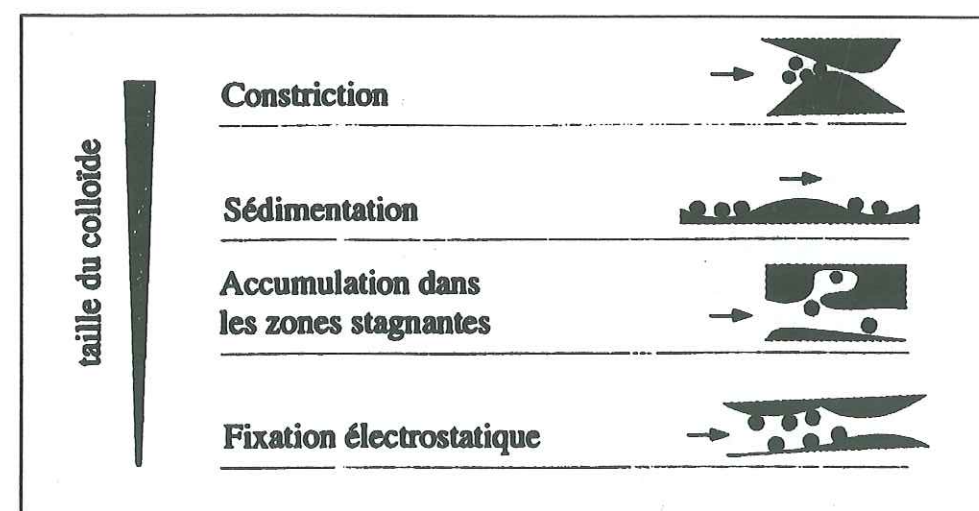 taille du colloïde
Constriction
Sédimentation
Accumulation dans
les zones stagnantes
Fixation électrostatique